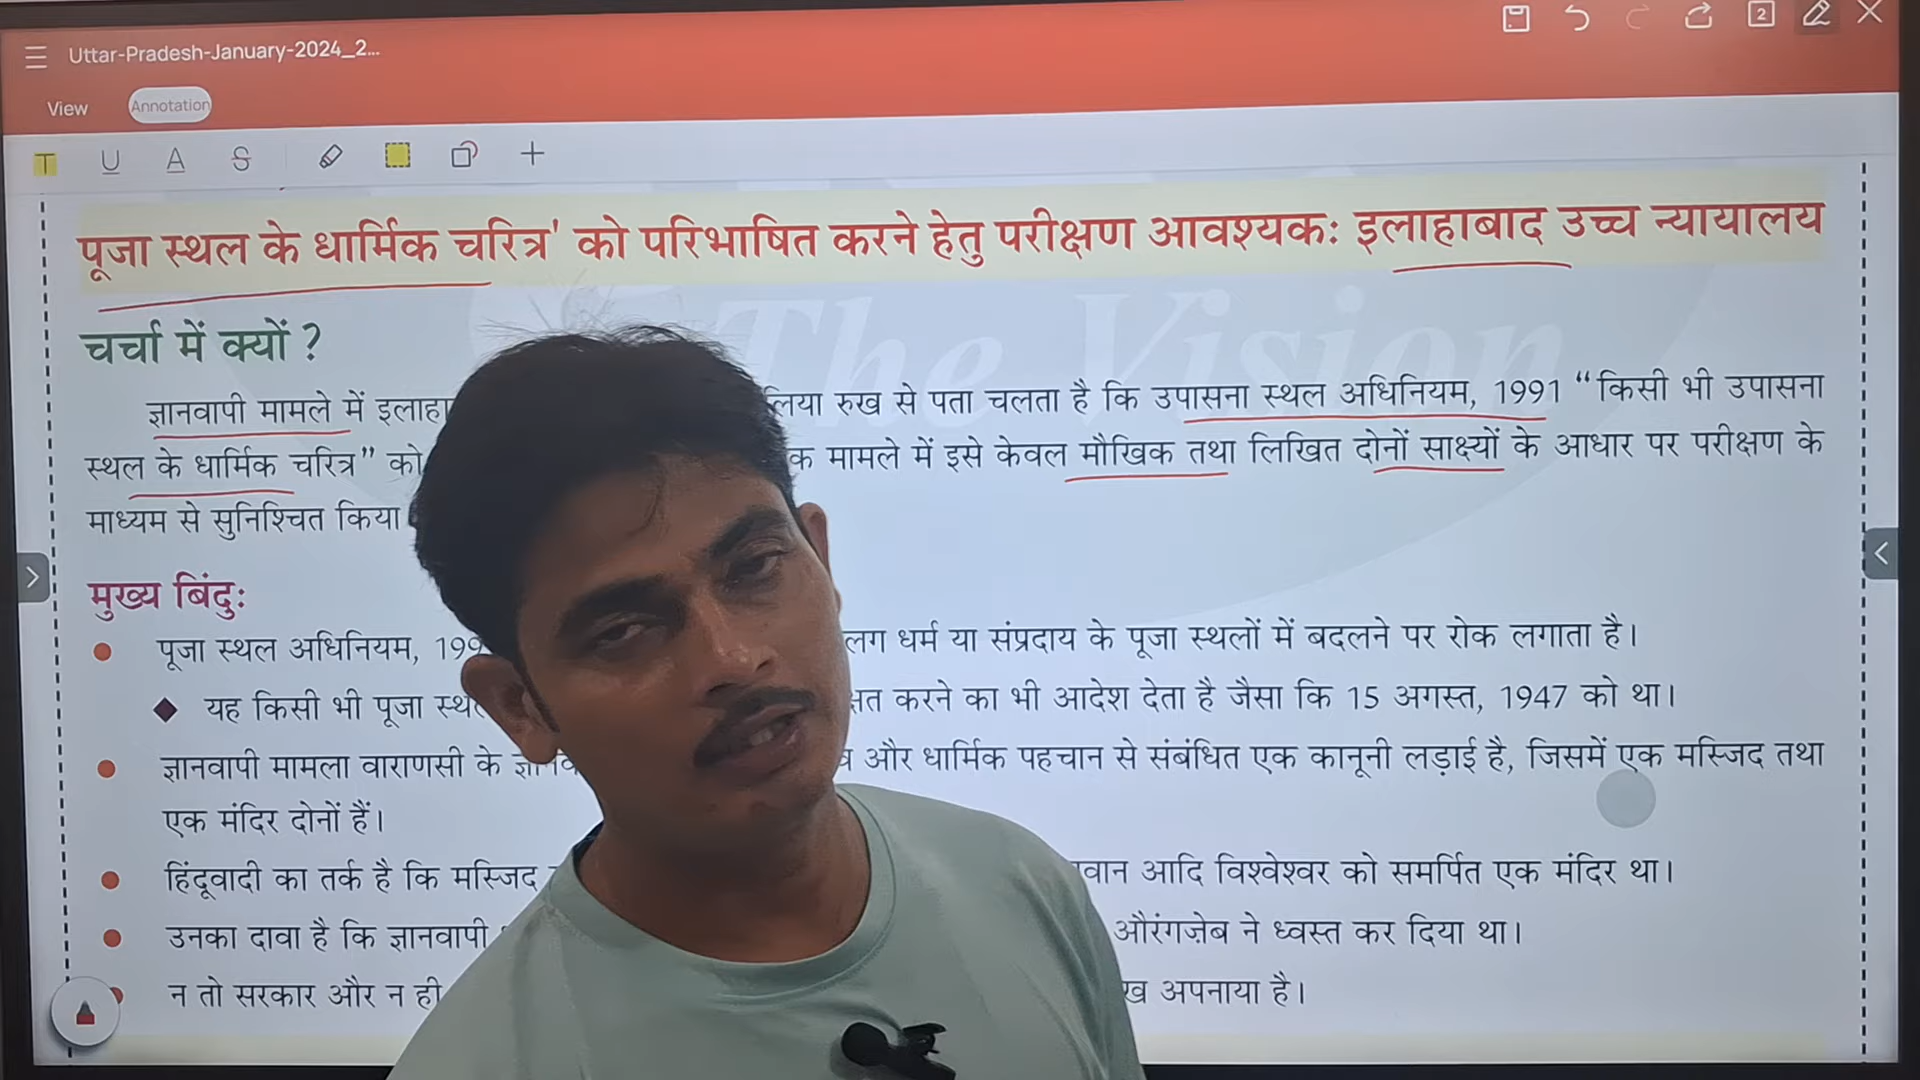 Uttar-Pradesh-January-2024_2...
2
View
Annotation
T U A S
पूजा स्थल के धार्मिक चरित्र' को परिभाषित करने हेतु परीक्षण आवश्यकः इलाहाबाद उच्च न्यायालय
The Vision
चर्चा में क्यों ?
ज्ञानवापी मामले में रुख से पता चलता है कि उपासना स्थल अधिनियम, 1991 “किसी भी उपासना
स्थल के धार्मिक चरित्र” को मामले में इसे केवल मौखिक तथा लिखित दोनों साक्ष्यों के आधार पर परीक्षण के
माध्यम से सुनिश्चित किया
मुख्य बिंदुः
पूजा स्थल अधिनियम, धर्म या संप्रदाय के पूजा स्थलों में बदलने पर रोक लगाता है।
यह किसी भी पूजा करने का भी आदेश देता है जैसा कि 15 अगस्त, 1947 को था।
ज्ञानवापी मामला वाराणसी के और धार्मिक पहचान से संबंधित एक कानूनी लड़ाई है, जिसमें एक मस्जिद तथा
एक मंदिर दोनों हैं।
हिंदूवादी का तर्क है कि मस्जिद आदि विश्वेश्वर को समर्पित एक मंदिर था।
उनका दावा है कि ज्ञानवापी औरंगज़ेब ने ध्वस्त कर दिया था।
न तो सरकार और न ही अपनाया है।